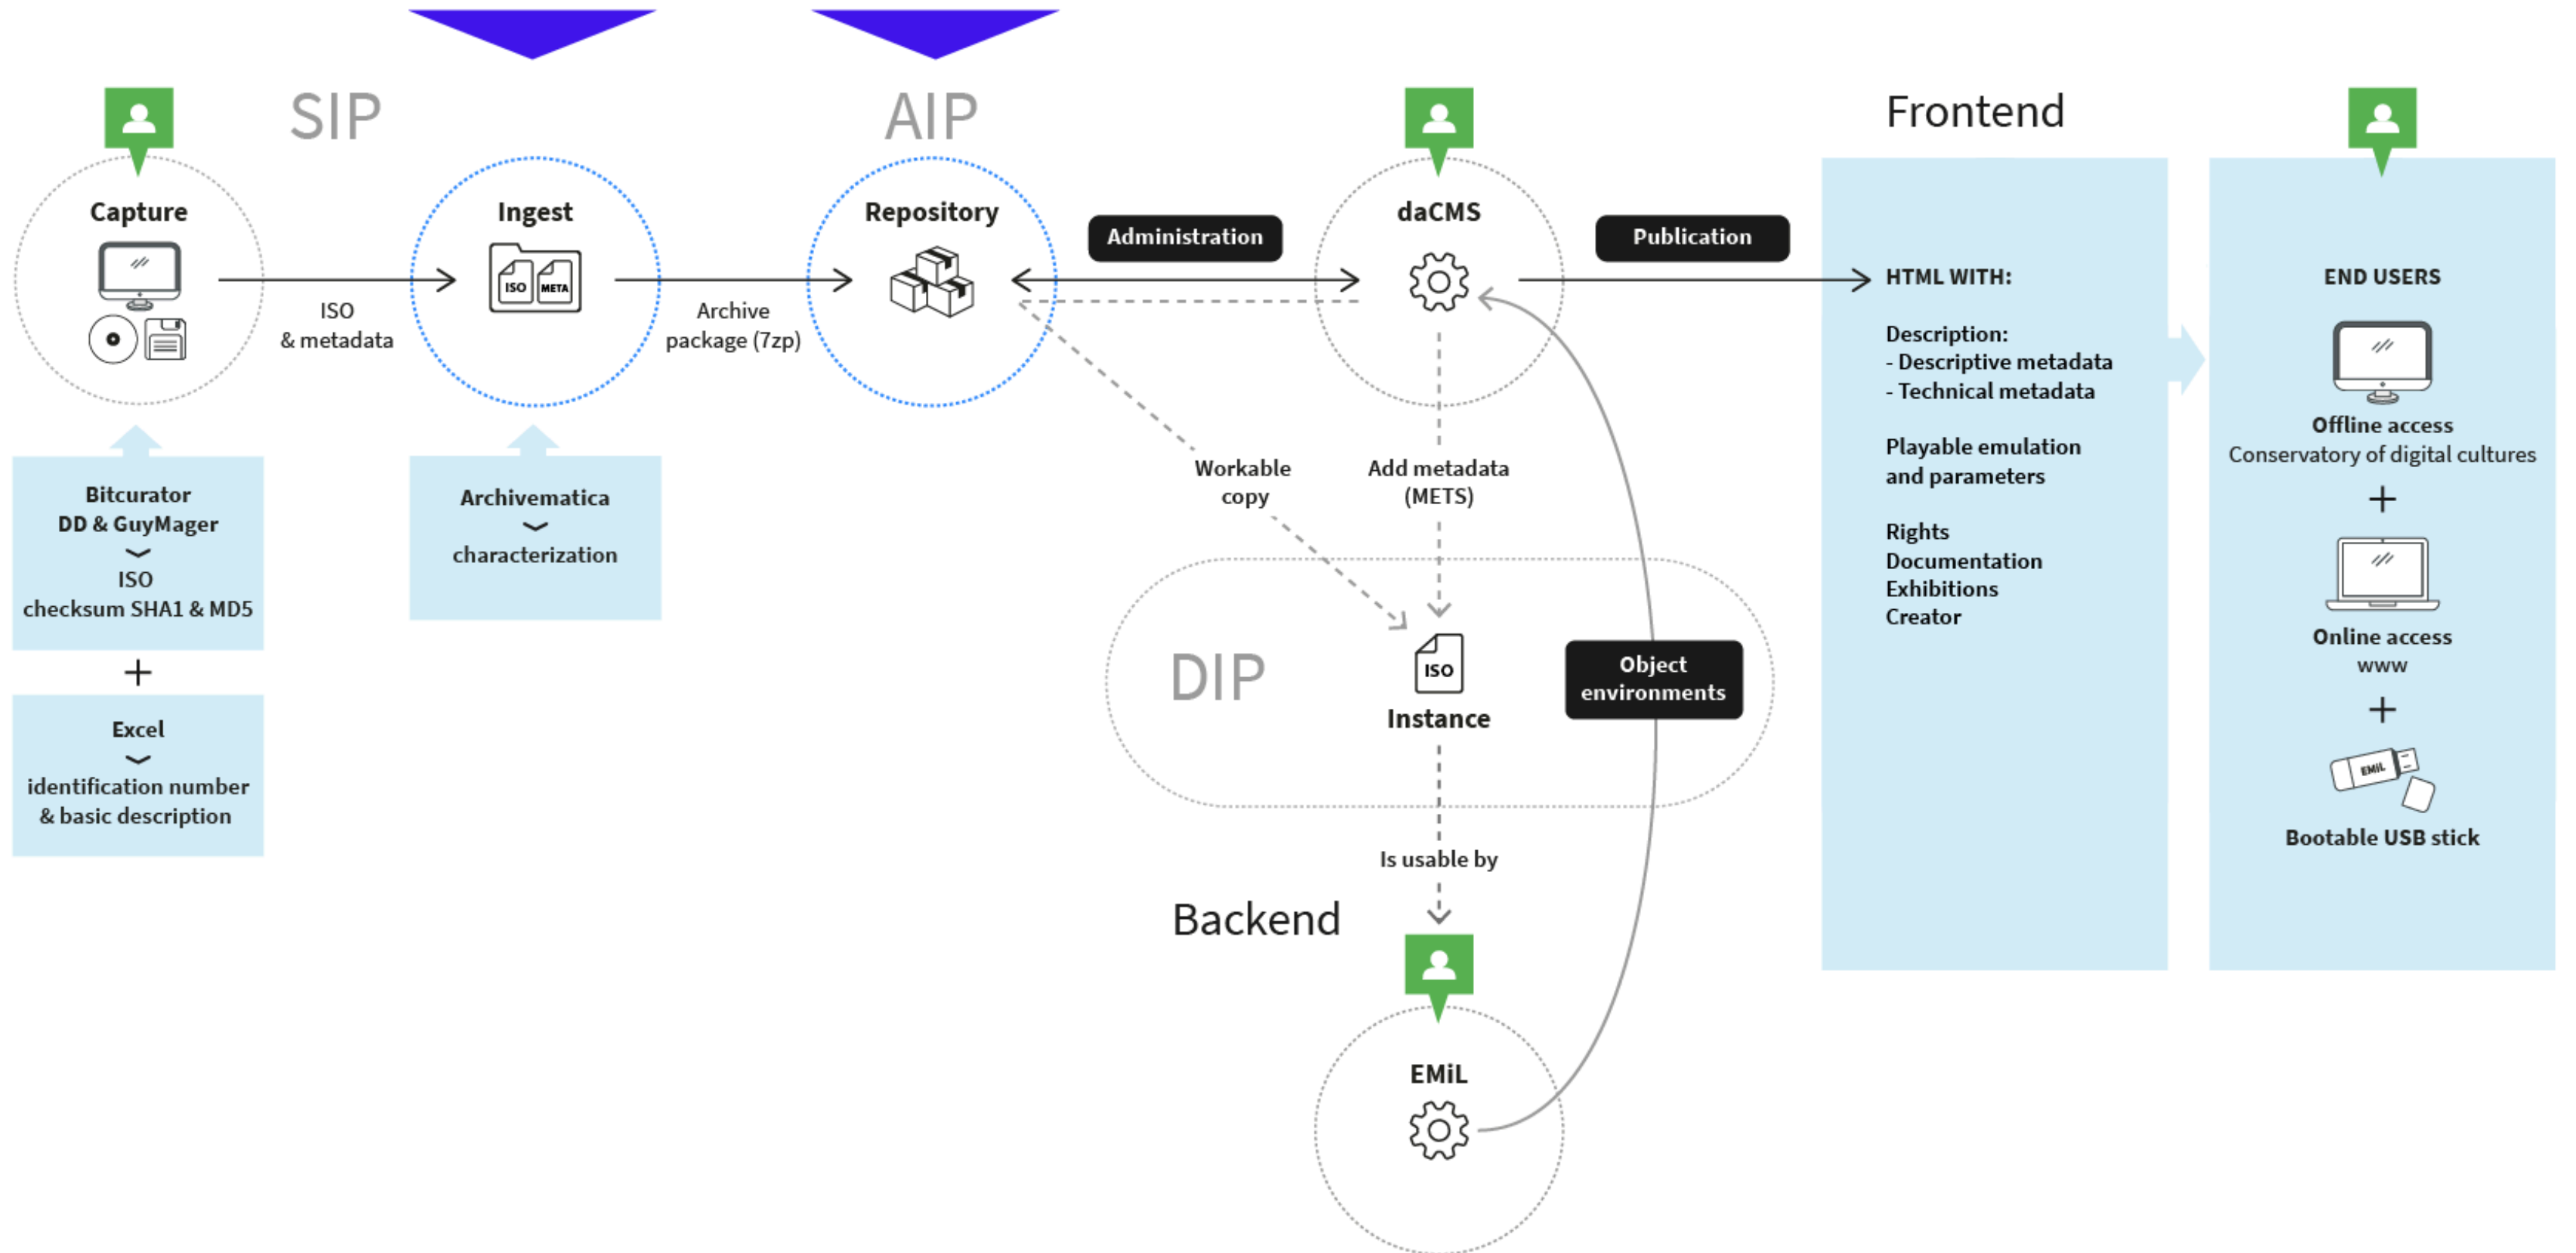 SIP
AIP
Frontend
Capture
ISO
& metadata
Ingest
ISO
META
Archive
package (7zp)
Repository
Administration
daCMS
Publication
Bitcurator
DD & GuyMager
ISO
checksum SHA1 & MD5
+
Excel
identification number
& basic description
Archivematica
characterization
Workable
copy
Add metadata
(METS)
DIP
ISO
Instance
Object
environments
Is usable by
Backend
EMiL
HTML WITH:
Description:
- Descriptive metadata
- Technical metadata
Playable emulation
and parameters
Rights
Documentation
Exhibitions
Creator
END USERS
Offline access
Conservatory of digital cultures
+
Online access
www
+
EMiL
Bootable USB stick